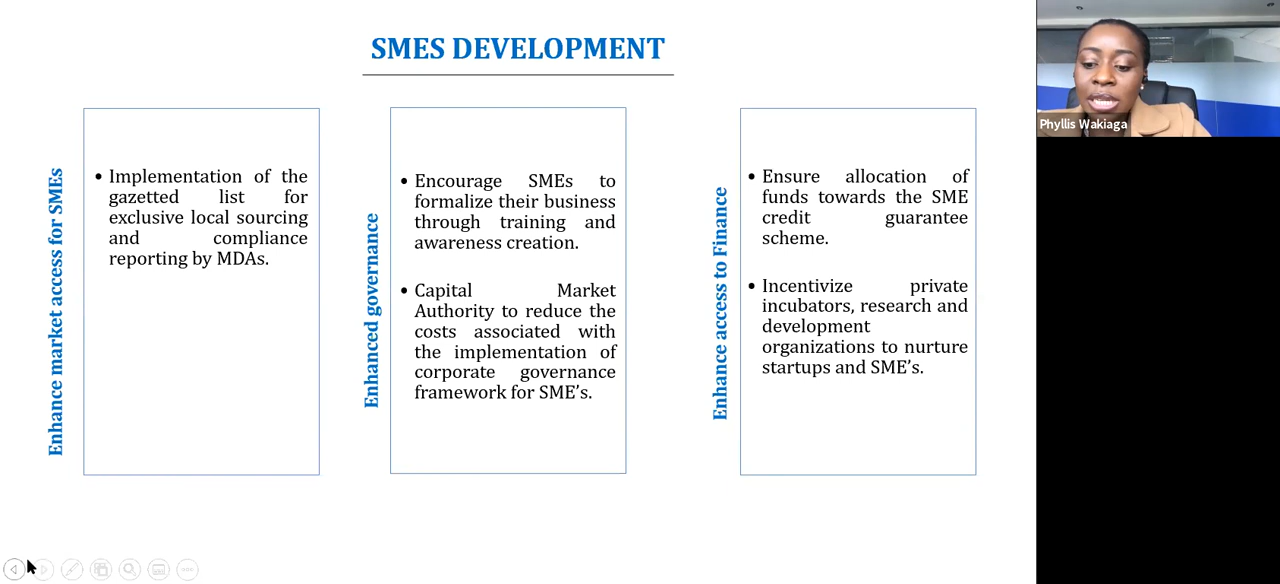 SMES DEVELOPMENT
Enhance market access for SMEs
• Implementation of the
gazetted list for
exclusive local sourcing
and compliance
reporting by MDAs.
Enhanced governance
• Encourage SMEs to
formalize their business
through training and
awareness creation.
• Capital Market
Authority to reduce the
costs associated with
the implementation of
corporate governance
framework for SME’s.
Enhance access to Finance
• Ensure allocation of
funds towards the SME
credit guarantee
scheme.
• Incentivize private
incubators, research and
development
organizations to nurture
startups and SME’s.
Phyllis Wakiaga